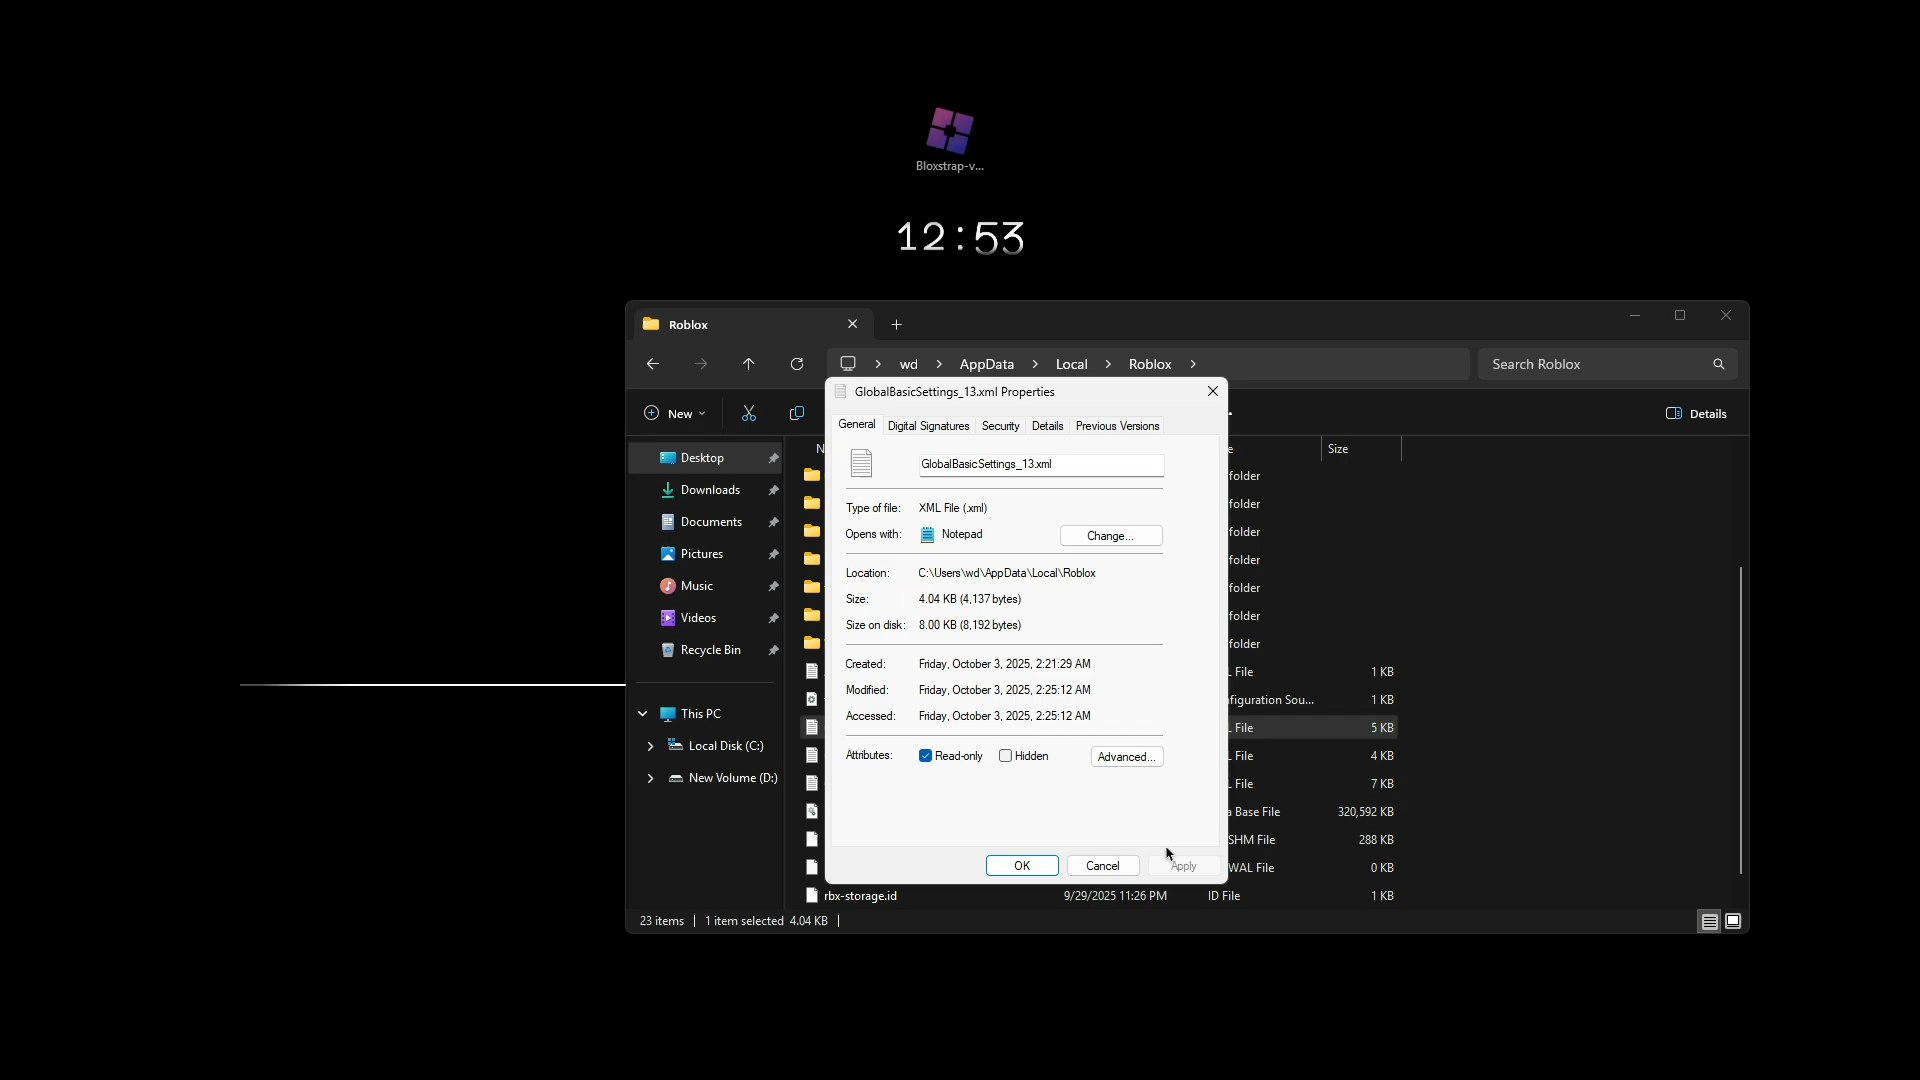 Bloxstrap-v...
12:53
Roblox
wd > AppData > Local > Roblox >
Search Roblox
GlobalBasicSettings_13.xml Properties
New
Details
General Digital Signatures Security Details Previous Versions
Size
Desktop
GlobalBasicSettings_13.xml
folder
Downloads
folder
Type of file: XML File (.xml)
Documents
Opens with: Notepad Change...
folder
Pictures
folder
Location: C:\Users\wd\AppData\Local\Roblox
Music
folder
Size: 4.04 KB (4,137 bytes)
Videos
folder
Size on disk: 8.00 KB (8,192 bytes)
Recycle Bin
folder
Created: Friday, October 3, 2025, 2:21:29 AM
File 1 KB
Modified: Friday, October 3, 2025, 2:25:12 AM
figuration Sou... 1 KB
This PC
Accessed: Friday, October 3, 2025, 2:25:12 AM
File 5 KB
Local Disk (C:)
Attributes: Read-only Hidden Advanced...
File 4 KB
New Volume (D:)
File 7 KB
Base File 320,592 KB
SHM File 288 KB
OK Cancel Apply
WAL File 0 KB
rbx-storage.id 9/29/2025 11:26 PM ID File 1 KB
23 items 1 item selected 4.04 KB